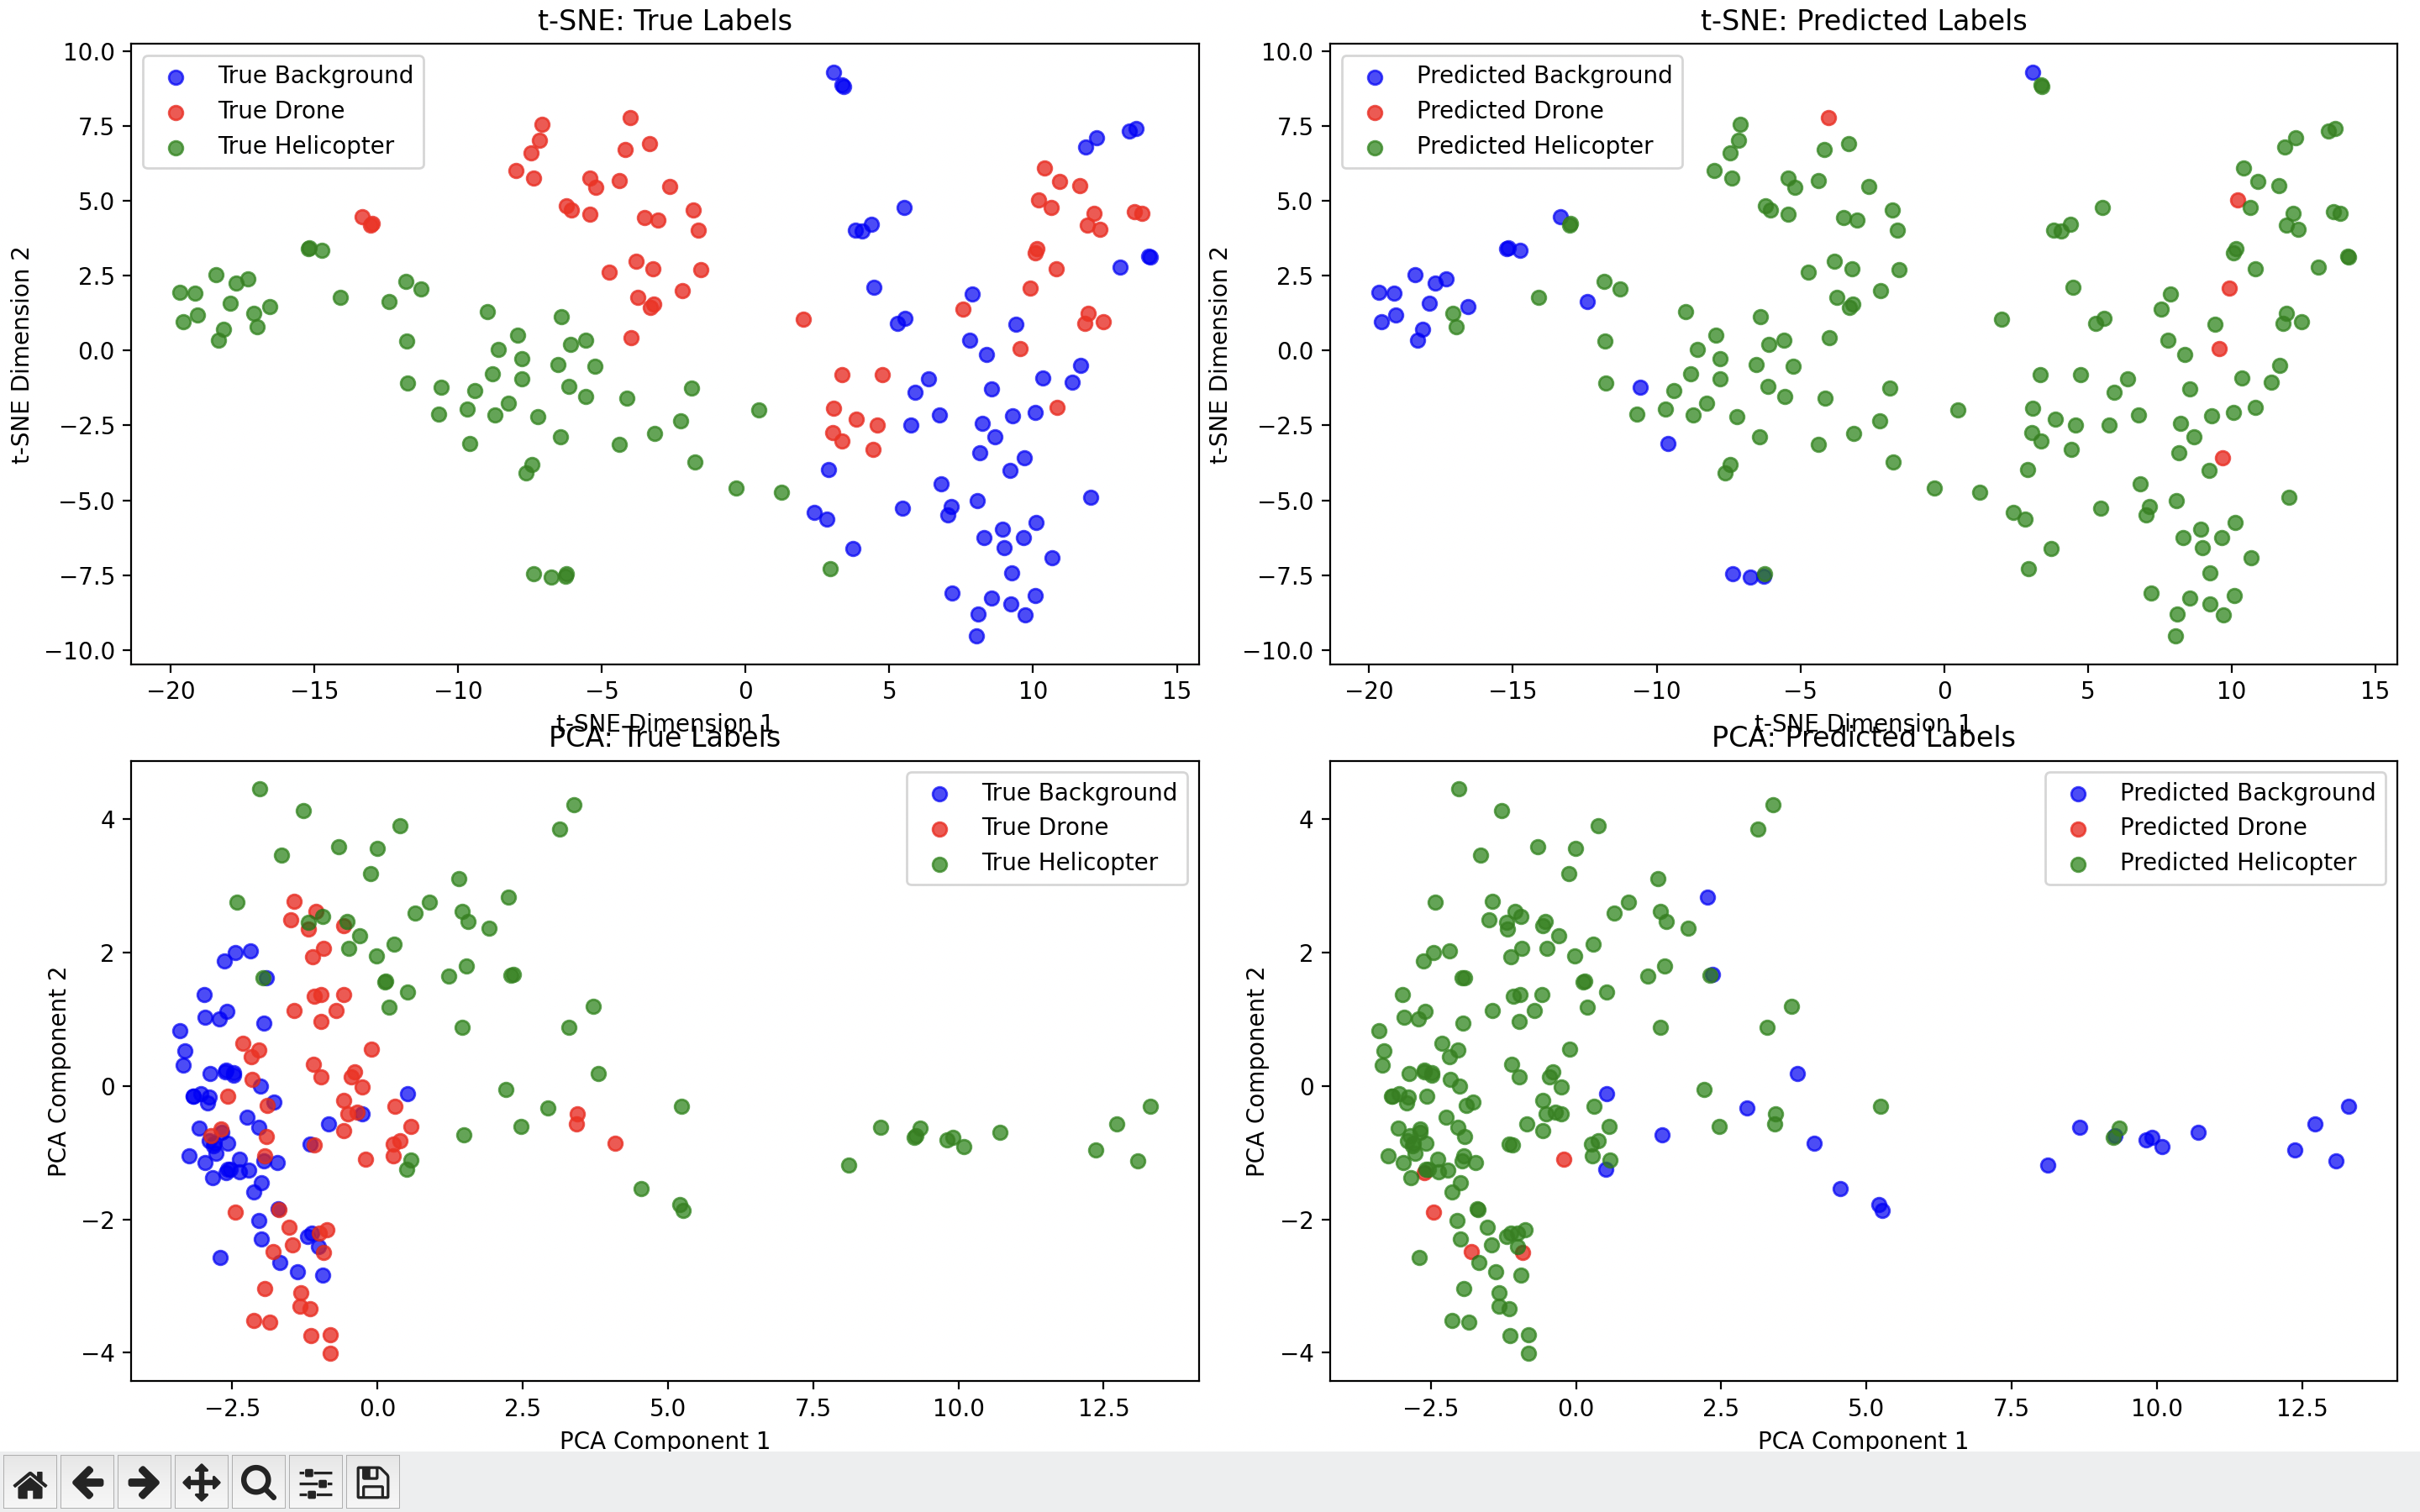 t-SNE: True Labels
10.0
7.5
5.0
2.5
0.0
−2.5
−5.0
−7.5
−10.0
t-SNE Dimension 2
True Background
True Drone
True Helicopter
−20
−15
−10
−5
0
5
10
15
t-SNE Dimension 1
t-SNE: Predicted Labels
10.0
7.5
5.0
2.5
0.0
−2.5
−5.0
−7.5
−10.0
t-SNE Dimension 2
Predicted Background
Predicted Drone
Predicted Helicopter
−20
−15
−10
−5
0
5
10
15
t-SNE Dimension 1
PCA: True Labels
4
2
0
−2
−4
PCA Component 2
True Background
True Drone
True Helicopter
−2.5
0.0
2.5
5.0
7.5
10.0
12.5
PCA Component 1
PCA: Predicted Labels
4
2
0
−2
−4
PCA Component 2
Predicted Background
Predicted Drone
Predicted Helicopter
−2.5
0.0
2.5
5.0
7.5
10.0
12.5
PCA Component 1